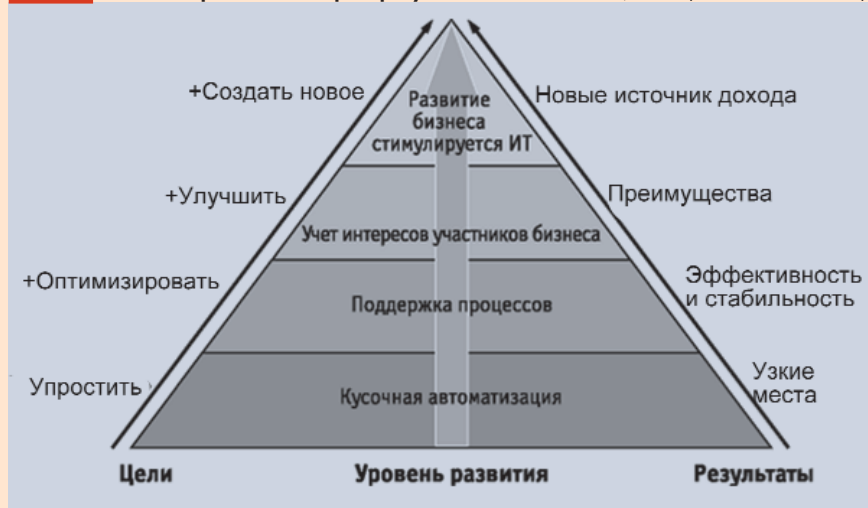 +Создать новое
Развитие
бизнеса
стимулируется ИТ
Новые источник дохода
+Улучшить
Преимущества
Учет интересов участников бизнеса
+Оптимизировать
Эффективность
и стабильность
Поддержка процессов
Упростить
Узкие
места
Кусочная автоматизация
Цели
Уровень развития
Результаты